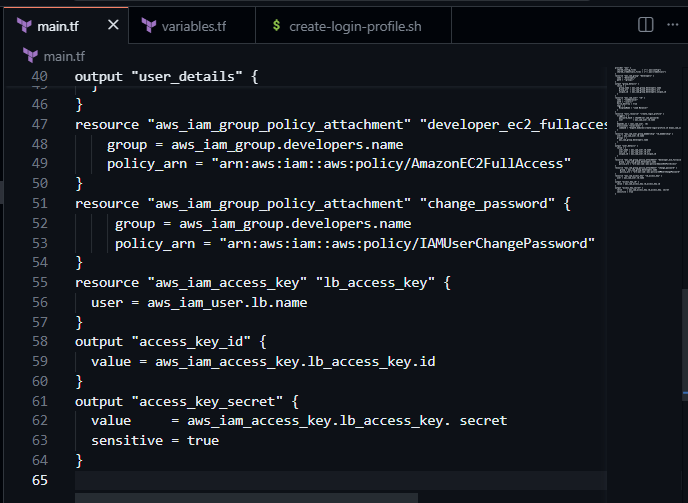 main.tf
variables.tf
$ create-login-profile.sh
main.tf
40 output "user_details" {
}
46 }
47 resource "aws_iam_group_policy_attachment" "developer_ec2_fullacces
48 group = aws_iam_group.developers.name
49 policy_arn = "arn:aws:iam::aws:policy/AmazonEC2FullAccess"
50 }
51 resource "aws_iam_group_policy_attachment" "change_password" {
52 group = aws_iam_group.developers.name
53 policy_arn = "arn:aws:iam::aws:policy/IAMUserChangePassword"
54 }
55 resource "aws_iam_access_key" "lb_access_key" {
56 user = aws_iam_user.lb.name
57 }
58 output "access_key_id" {
59 value = aws_iam_access_key.lb_access_key.id
60 }
61 output "access_key_secret" {
62 value     = aws_iam_access_key.lb_access_key. secret
63 sensitive = true
64 }
65